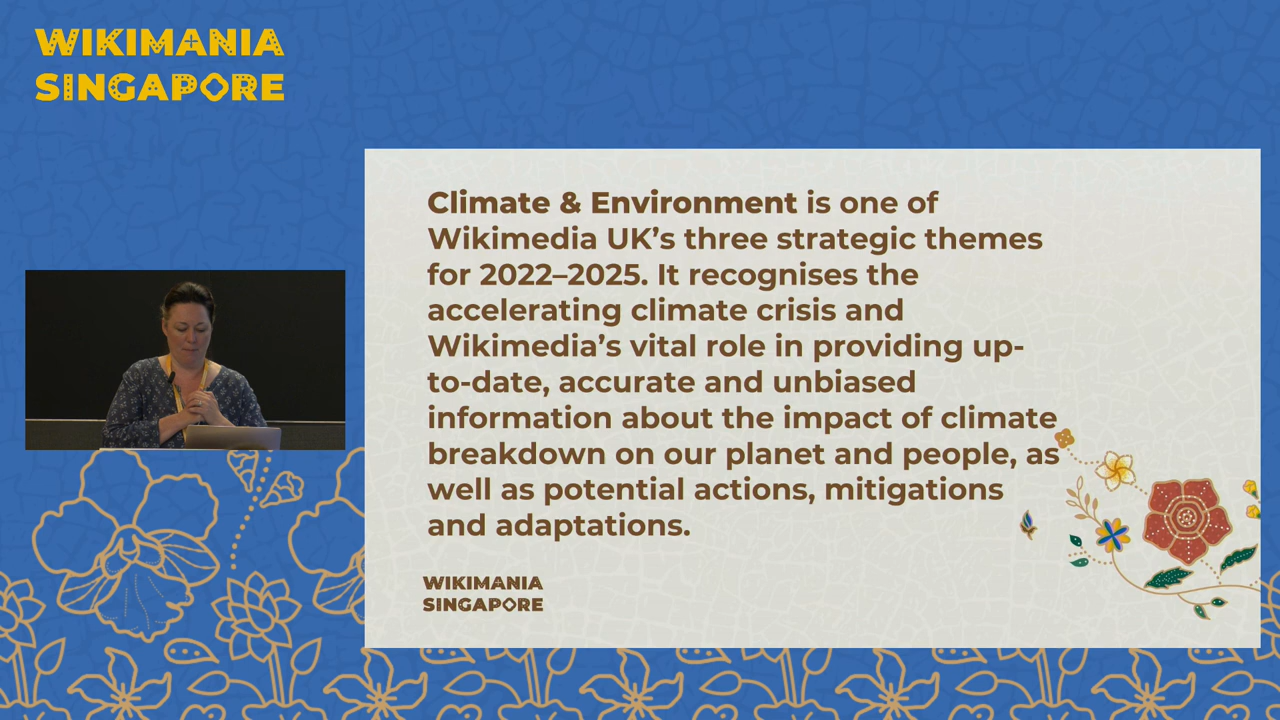 WIKIMANIA
SINGAPORE
Climate & Environment is one of
Wikimedia UK’s three strategic themes
for 2022–2025. It recognises the
accelerating climate crisis and
Wikimedia’s vital role in providing up-
to-date, accurate and unbiased
information about the impact of climate
breakdown on our planet and people, as
well as potential actions, mitigations
and adaptations.
WIKIMANIA
SINGAPORE